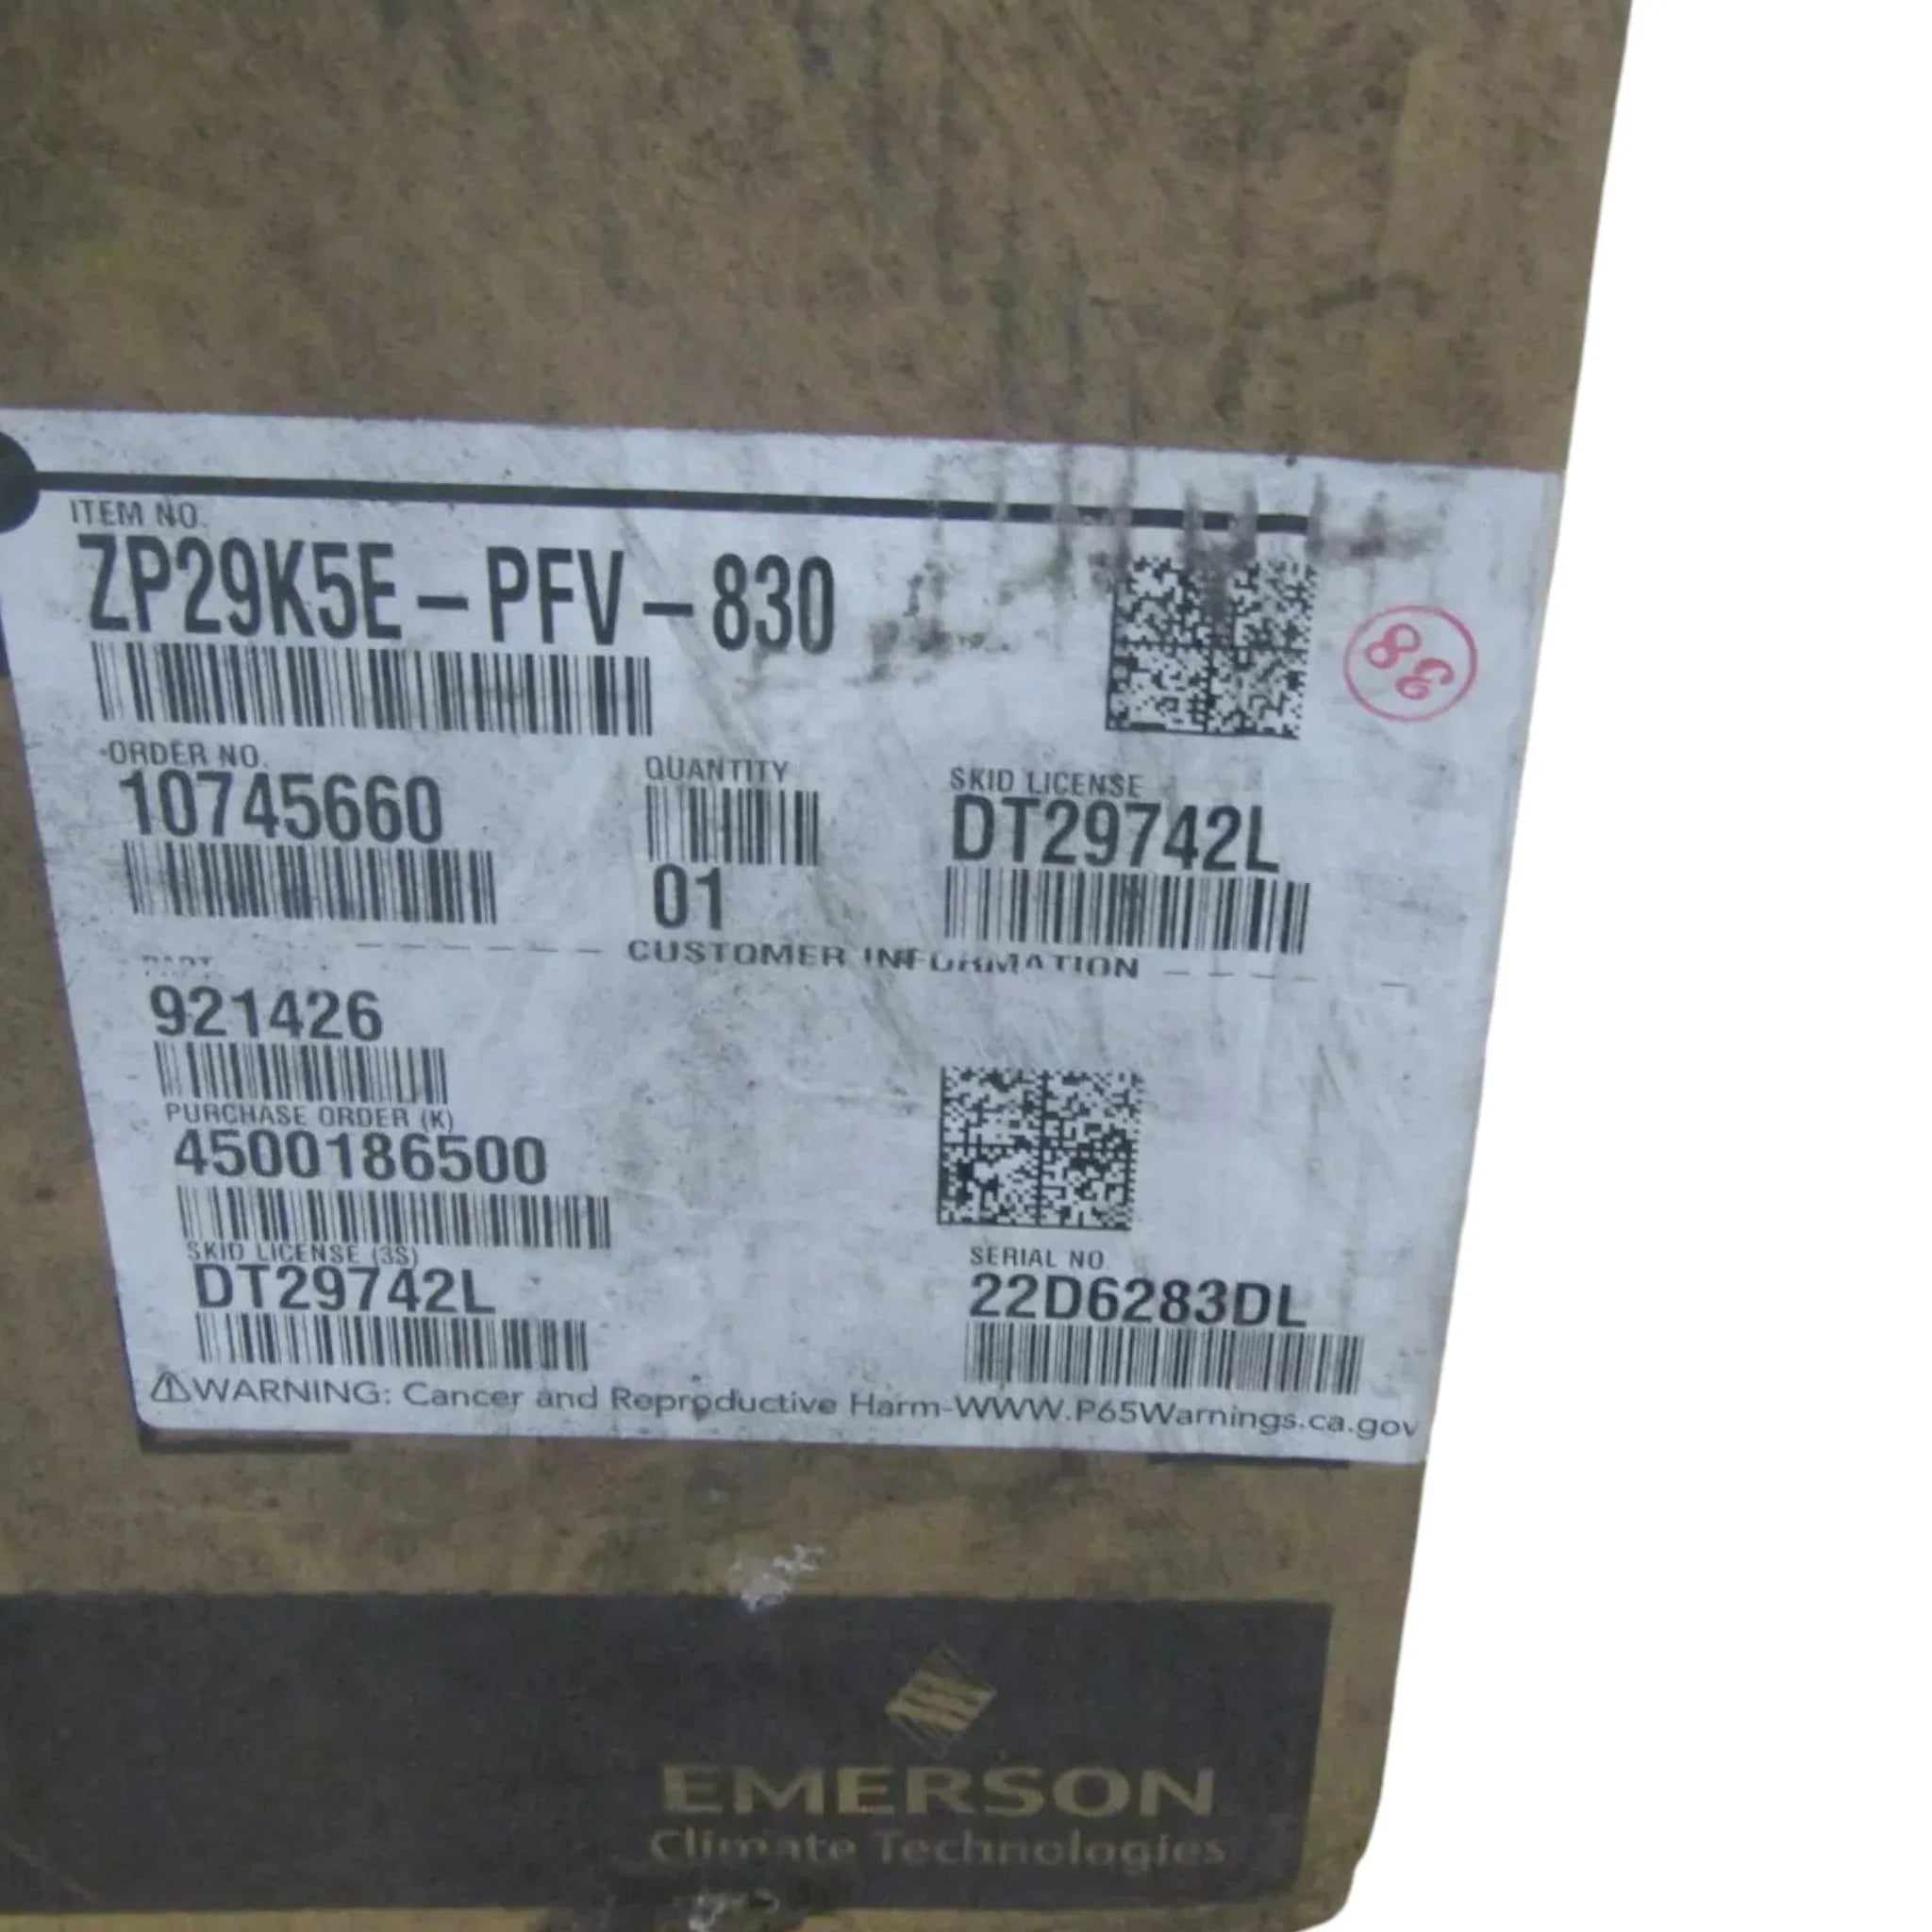 ITEM NO.
ZP29K5E-PFV-830
38
ORDER NO.
10745660
QUANTITY
01
SKID LICENSE
DT29742L
CUSTOMER INFORMATION
PART
921426
PURCHASE ORDER (K)
4500186500
SKID LICENSE (3S)
DT29742L
SERIAL NO.
22D6283DL
⚠WARNING: Cancer and Reproductive Harm-WWW.P65Warnings.ca.gov
EMERSON
Climate Technologies